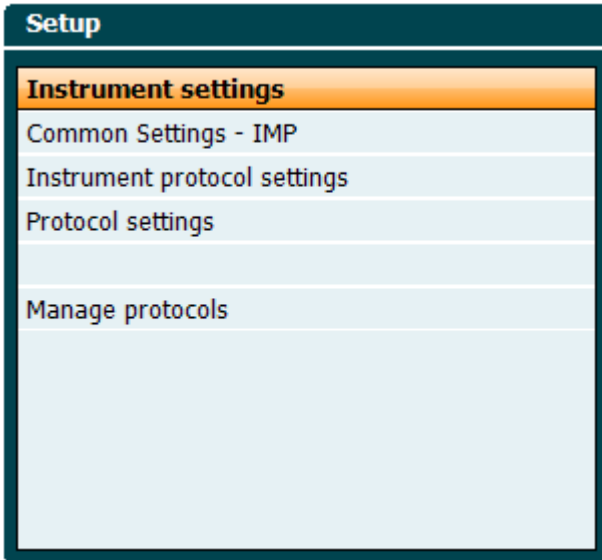 Setup
Instrument settings
Common Settings - IMP
Instrument protocol settings
Protocol settings
Manage protocols